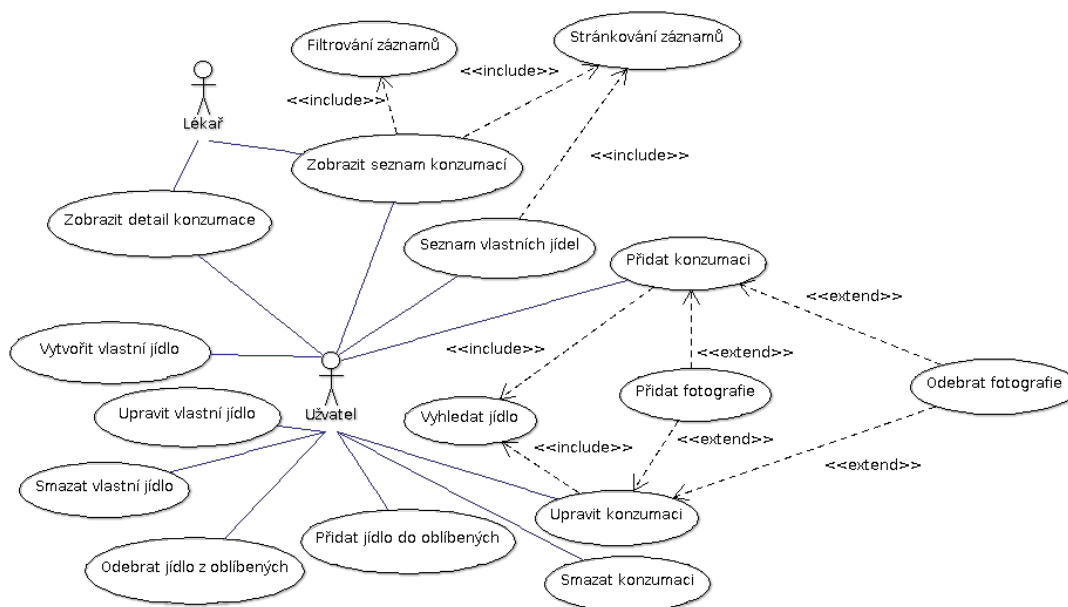 Filtrování záznamů
Stránkování záznamů
<<include>>
<<include>>
Lékař
Zobrazit seznam konzumací
<<include>>
Zobrazit detail konzumace
Seznam vlastních jídel
Přidat konzumaci
<<extend>>
Vytvořit vlastní jídlo
<<include>>
<<extend>>
Přidat fotografie
Odebrat fotografie
Upravit vlastní jídlo
Užvatel
Vyhledat jídlo
<<include>>
<<extend>>
<<extend>>
Smazat vlastní jídlo
Upravit konzumaci
Přidat jídlo do oblíbených
Odebrat jídlo z oblíbených
Smazat konzumaci